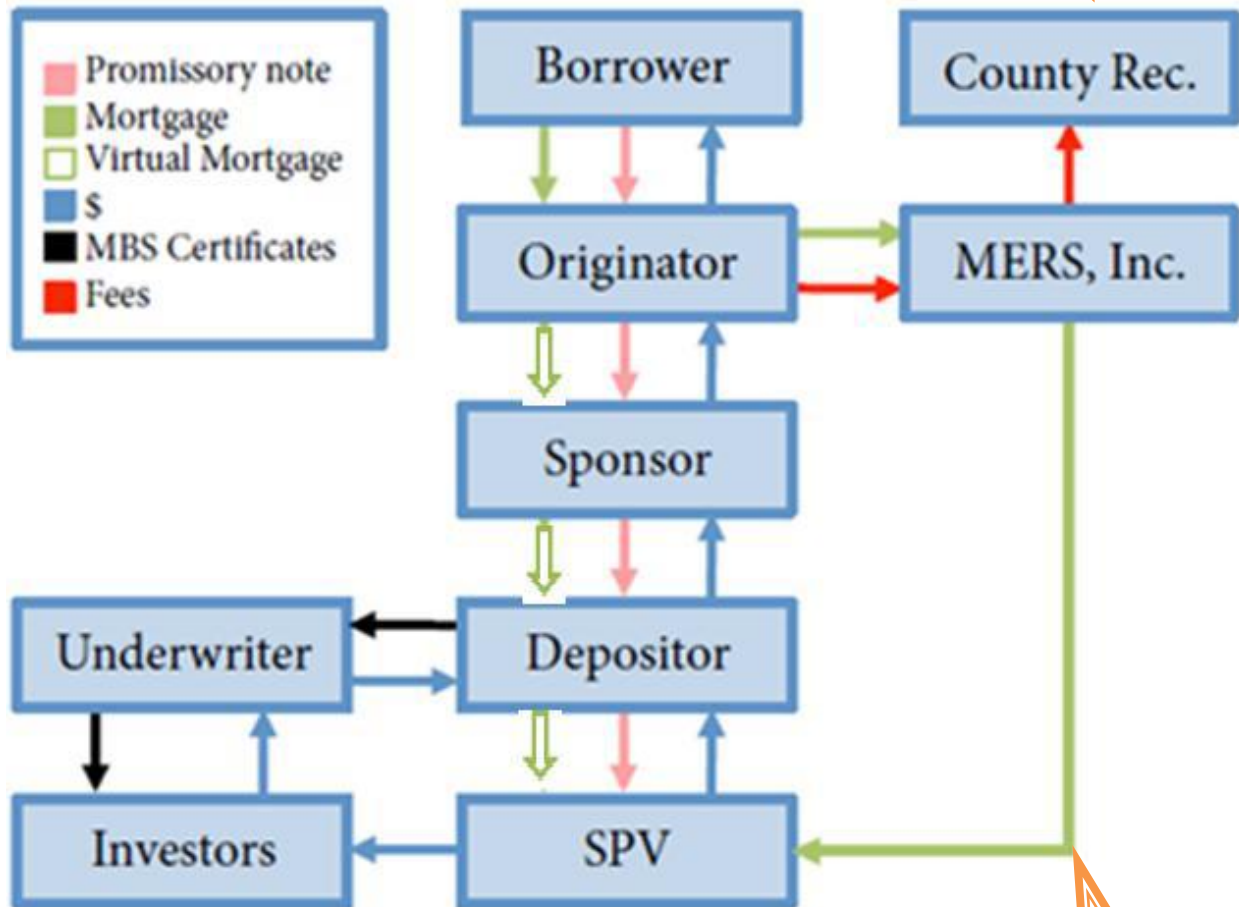 Promissory note
Mortgage
Virtual Mortgage
$
MBS Certificates
Fees
Borrower
County Rec.
Originator
MERS, Inc.
Sponsor
Underwriter
Depositor
Investors
SPV